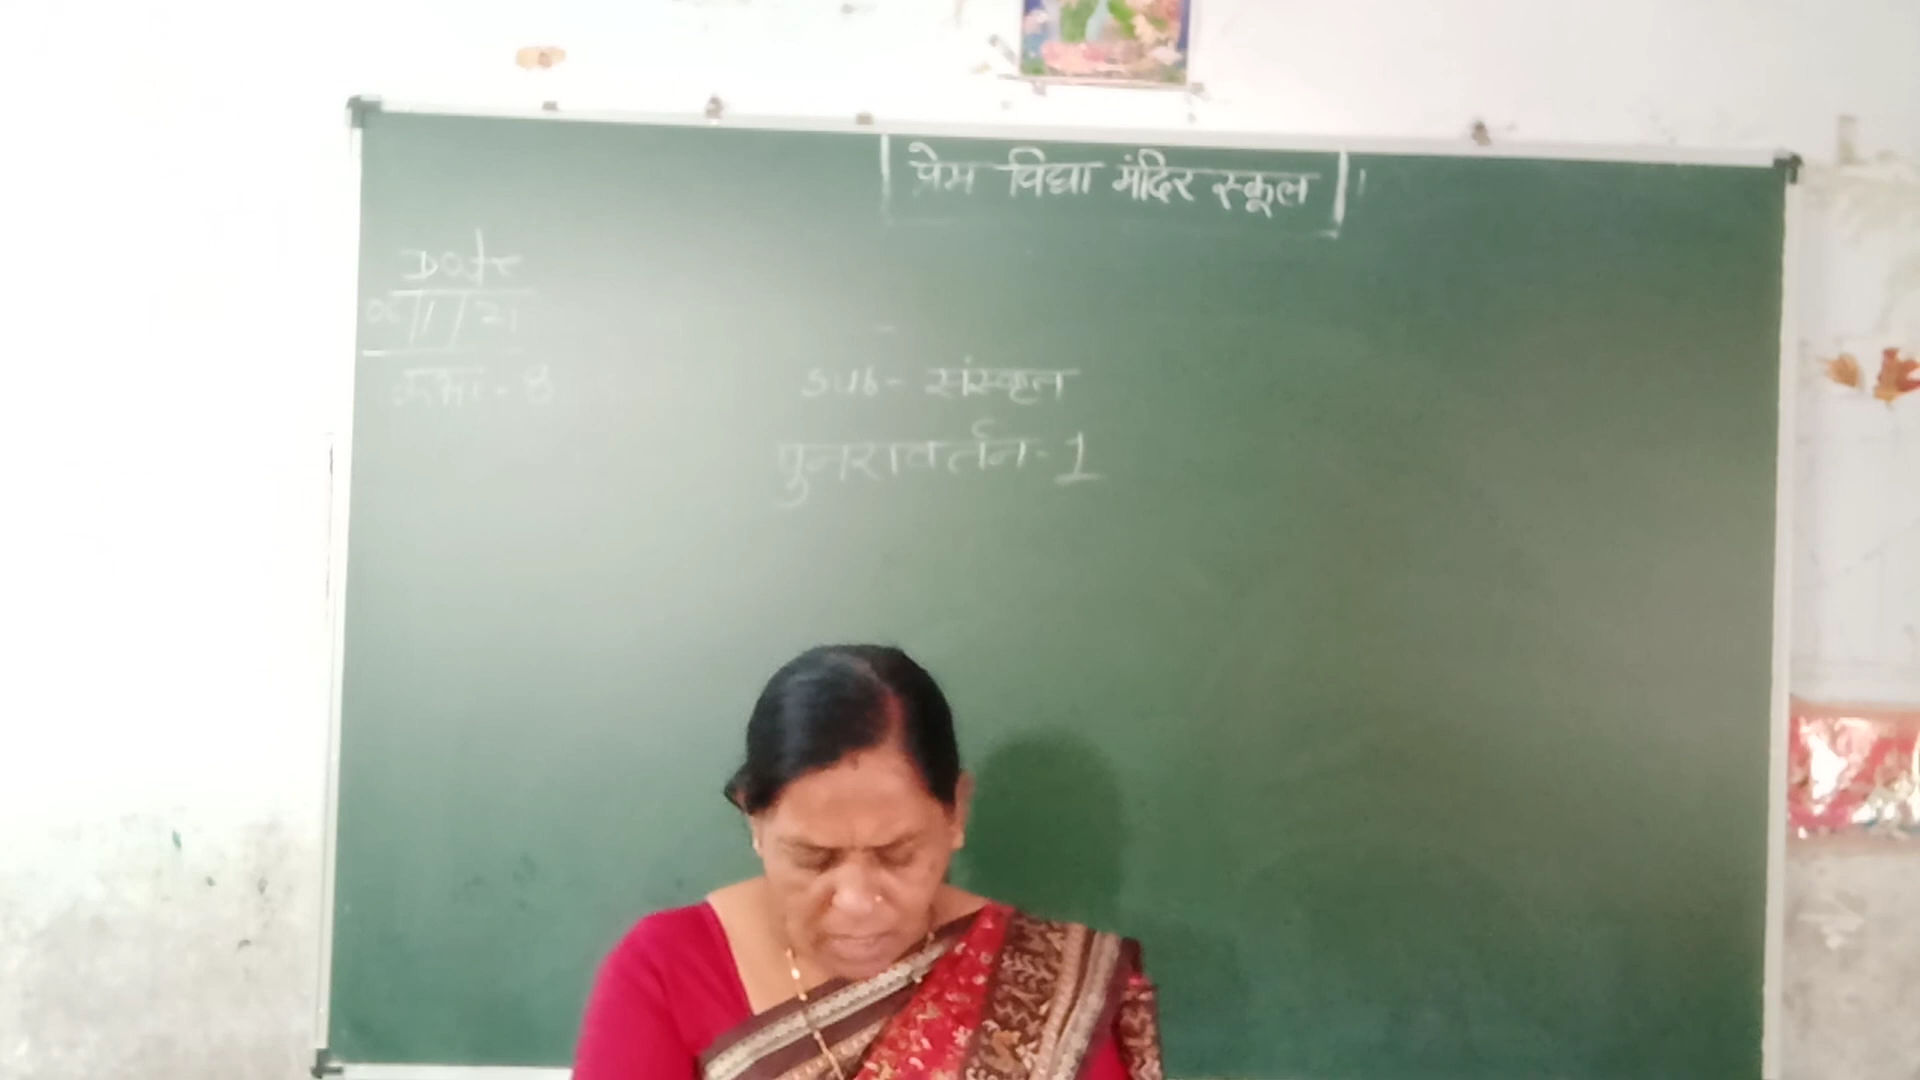 प्रेम विद्या मंदिर स्कूल
Date
कक्षा - 8
Sub - संस्कृत
पुनरावर्तन - 1